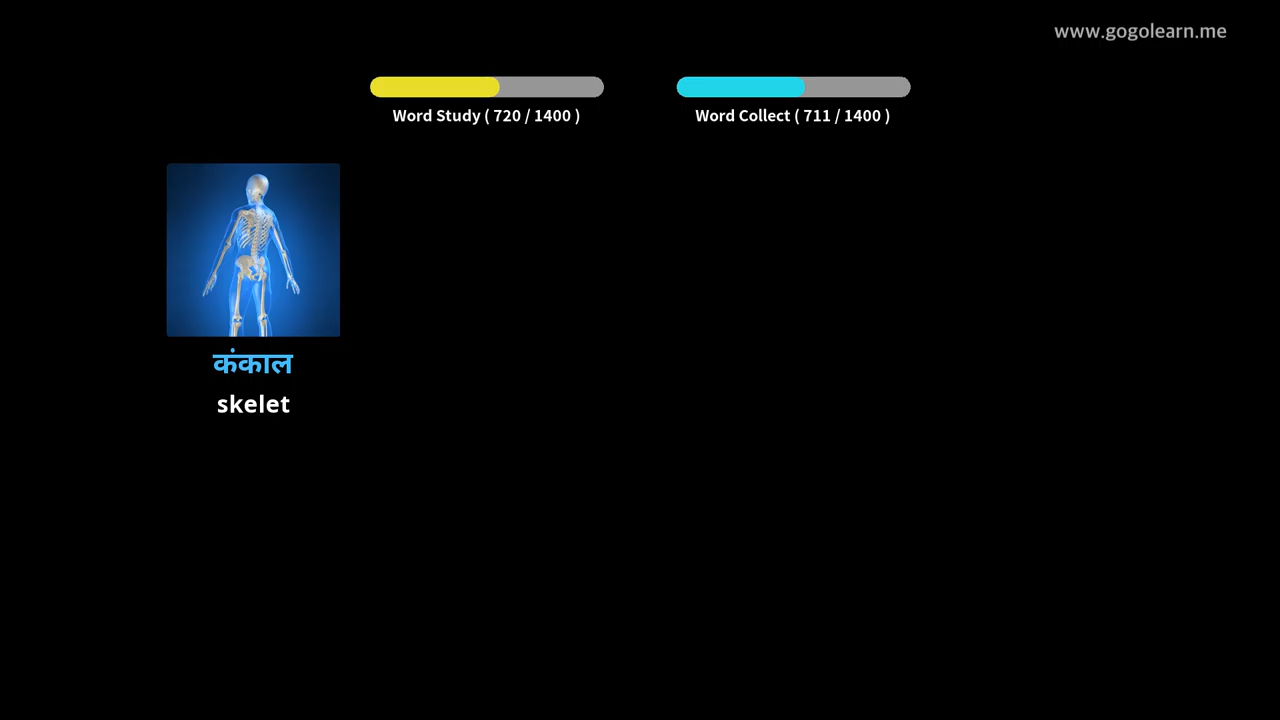 www.gogolearn.me
Word Study ( 720 / 1400 )
Word Collect ( 711 / 1400 )
कंकाल
skelet